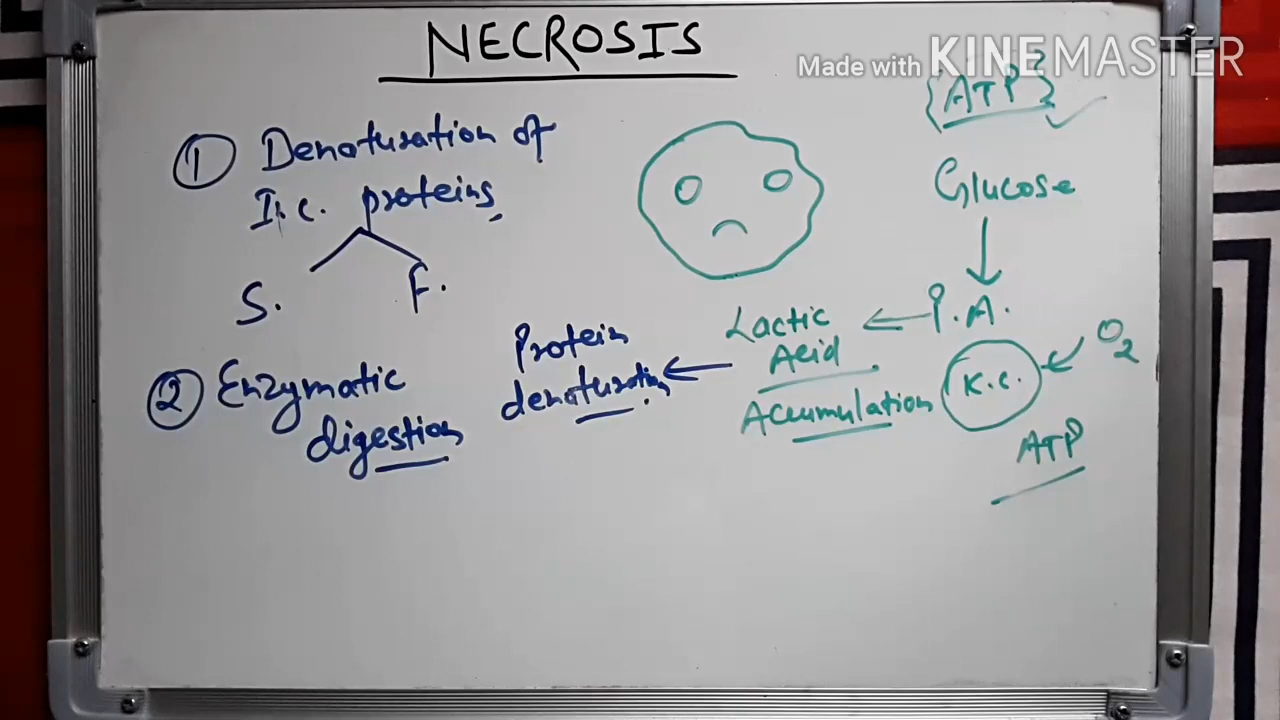 NECROSIS
Made with KINEMASTER
{ATP}
① Denaturation of
I.c. proteins
S. F.
② Enzymatic
digestion
Protein
denaturation.
Lactic
Acid
Accumulation
Glucose
P.A.
K.C.
O2
ATP